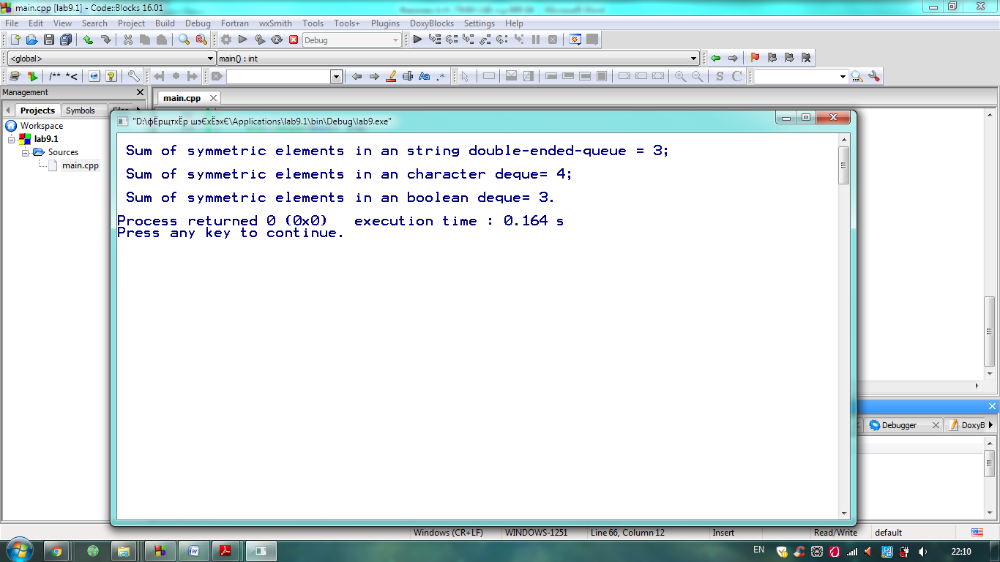 main.cpp [lab9.1] - Code::Blocks 16.01
File Edit View Search Project Build Debug Fortran wxSmith Tools Tools+ Plugins DoxyBlocks Settings Help
Debug
<global> main() : int
/** *<
Aa .*
S C
Management
main.cpp
Projects Symbols Files
Workspace
lab9.1
Sources
main.cpp
"D:\фЁрщтхЁр шэЄхЁэхЄ\Applications\lab9.1\bin\Debug\lab9.exe"
Sum of symmetric elements in an string double-ended-queue = 3;
Sum of symmetric elements in an character deque= 4;
Sum of symmetric elements in an boolean deque= 3.
Process returned 0 (0x0) execution time : 0.164 s
Press any key to continue.
Debugger DoxyB
Windows (CR+LF) WINDOWS-1251 Line 66, Column 12 Insert Read/Write default
EN 22:10